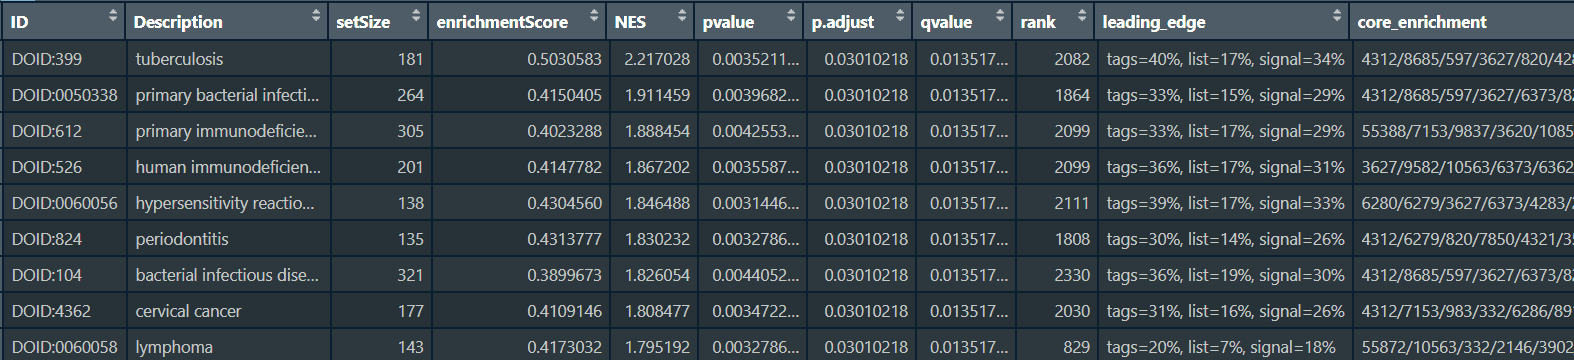 ID Description setSize enrichmentScore NES pvalue p.adjust qvalue rank leading_edge core_enrichment
DOID:399 tuberculosis 181 0.5030583 2.217028 0.0035211... 0.03010218 0.013517... 2082 tags=40%, list=17%, signal=34% 4312/8685/597/3627/820/428
DOID:0050338 primary bacterial infecti... 264 0.4150405 1.911459 0.0039682... 0.03010218 0.013517... 1864 tags=33%, list=15%, signal=29% 4312/8685/597/3627/6373/82
DOID:612 primary immunodeficie... 305 0.4023288 1.888454 0.0042553... 0.03010218 0.013517... 2099 tags=33%, list=17%, signal=29% 55388/7153/9837/3620/1085
DOID:526 human immunodeficien... 201 0.4147782 1.867202 0.0035587... 0.03010218 0.013517... 2099 tags=36%, list=17%, signal=31% 3627/9582/10563/6373/6362
DOID:0060056 hypersensitivity reactio... 138 0.4304560 1.846488 0.0031446... 0.03010218 0.013517... 2111 tags=39%, list=17%, signal=33% 6280/6279/3627/6373/4283/2
DOID:824 periodontitis 135 0.4313777 1.830232 0.0032786... 0.03010218 0.013517... 1808 tags=30%, list=14%, signal=26% 4312/6279/820/7850/4321/35
DOID:104 bacterial infectious dise... 321 0.3899673 1.826054 0.0044052... 0.03010218 0.013517... 2330 tags=36%, list=19%, signal=30% 4312/8685/597/3627/6373/82
DOID:4362 cervical cancer 177 0.4109146 1.808477 0.0034722... 0.03010218 0.013517... 2030 tags=31%, list=16%, signal=26% 4312/7153/983/332/6286/891
DOID:0060058 lymphoma 143 0.4173032 1.795192 0.0032786... 0.03010218 0.013517... 829 tags=20%, list=7%, signal=18% 55872/10563/332/2146/3902